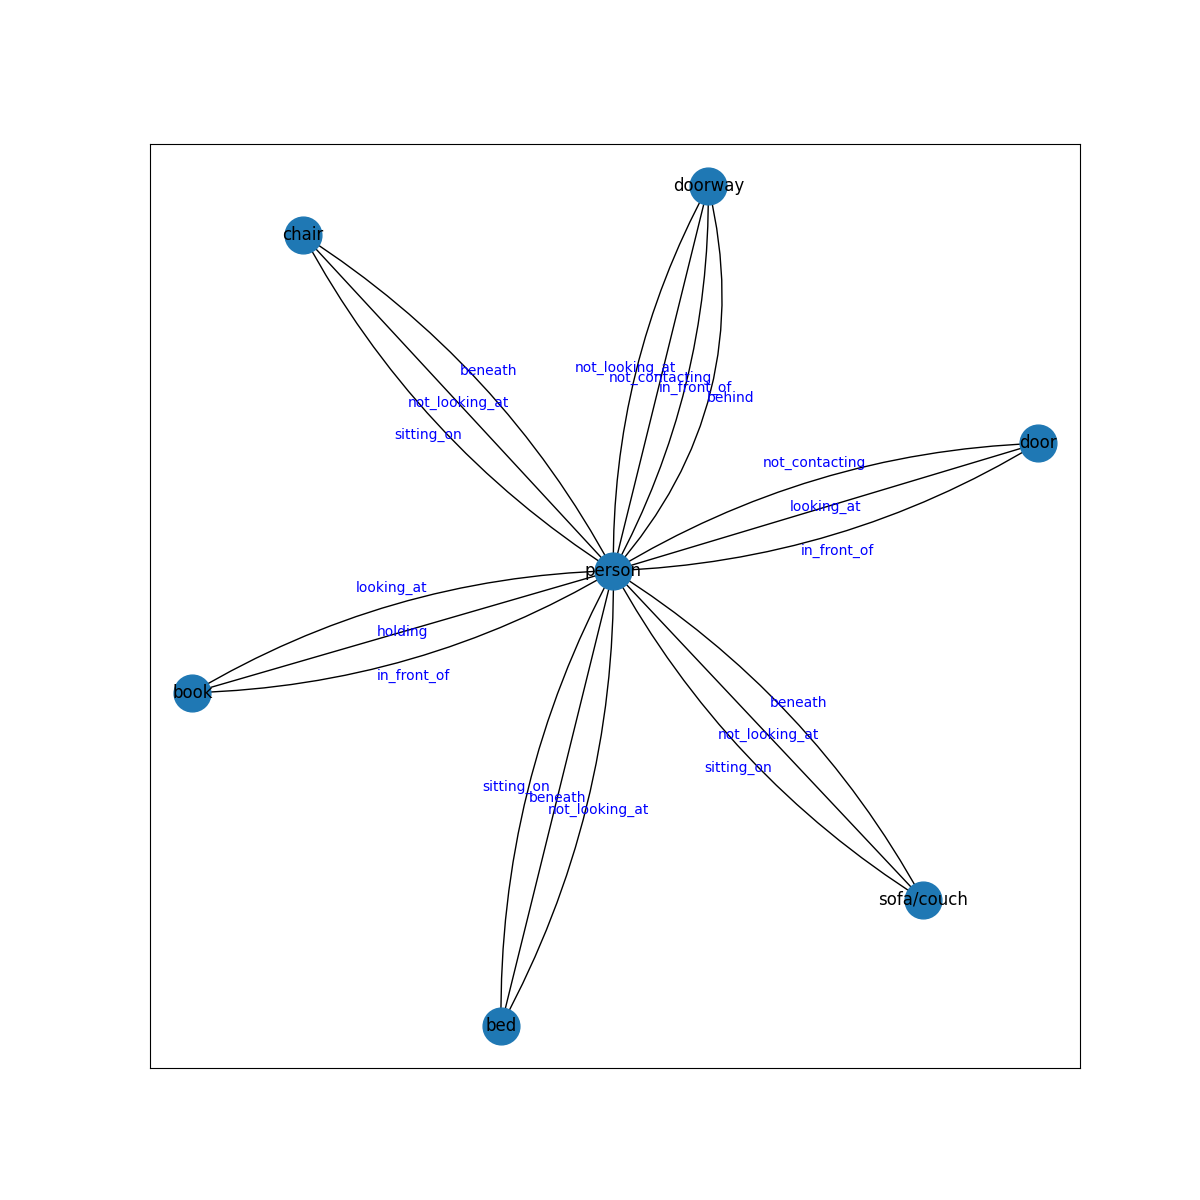 doorway
chair
not_looking_at
beneath
not_contacting
in_front_of
behind
not_looking_at
sitting_on
door
not_contacting
looking_at
in_front_of
person
looking_at
holding
in_front_of
book
beneath
not_looking_at
sitting_on
sitting_on
beneath
not_looking_at
sofa/couch
bed